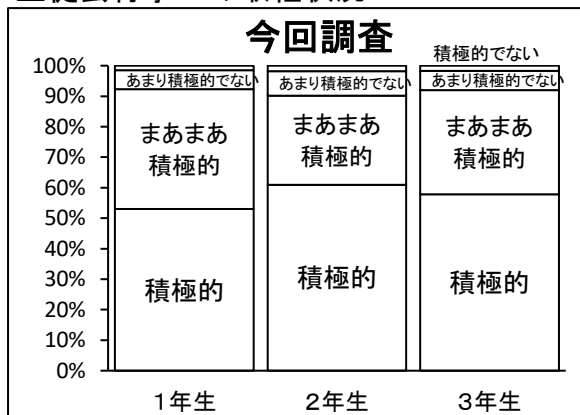 今回調査
積極的でない
100%
90%
80%
70%
60%
50%
40%
30%
20%
10%
0%
あまり積極的でない
まあまあ
積極的
積極的
あまり積極的でない
まあまあ
積極的
積極的
あまり積極的でない
まあまあ
積極的
積極的
1年生
2年生
3年生